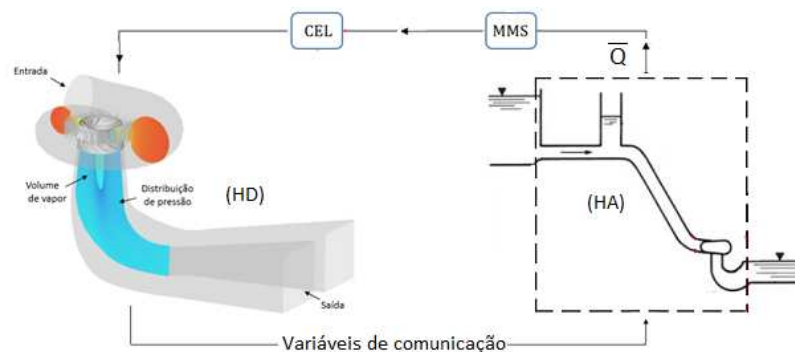 CEL
MMS
Q
Entrada
Volume
de vapor
Distribuição
de pressão
(HD)
(HA)
Saída
Variáveis de comunicação